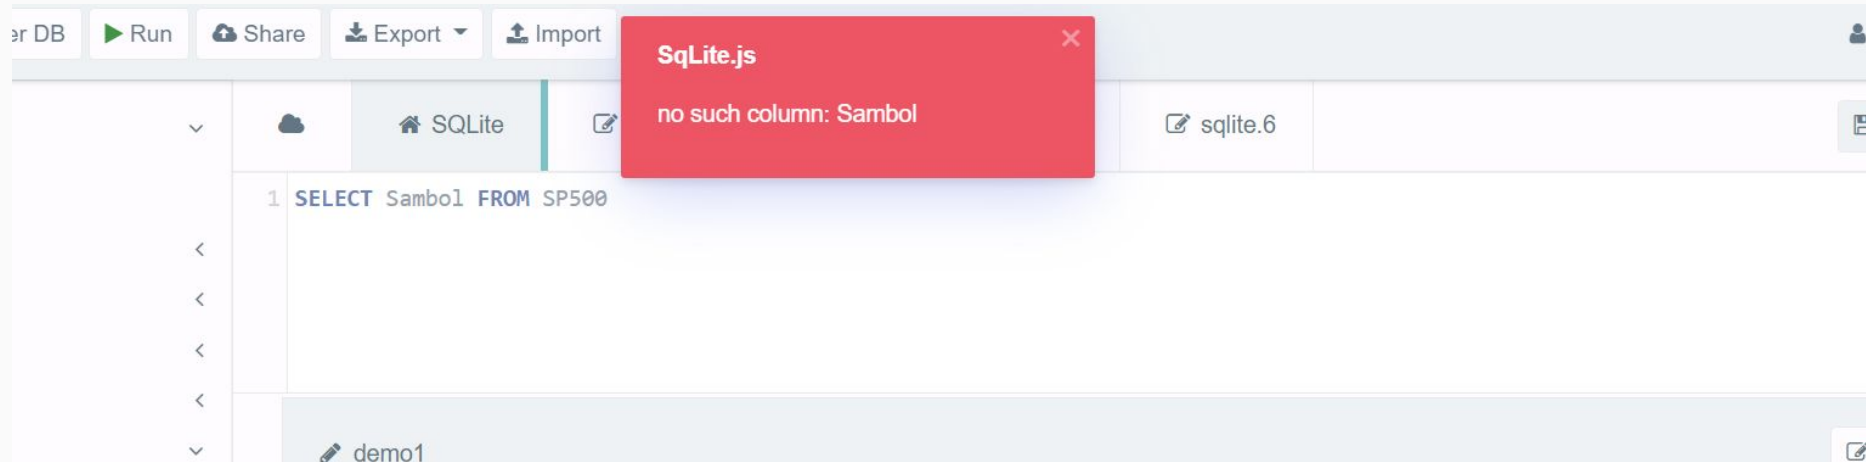 er DB Run Share Export Import
SqLite.js
no such column: Sambol
SQLite sqlite.6
1 SELECT Sambol FROM SP500
demo1